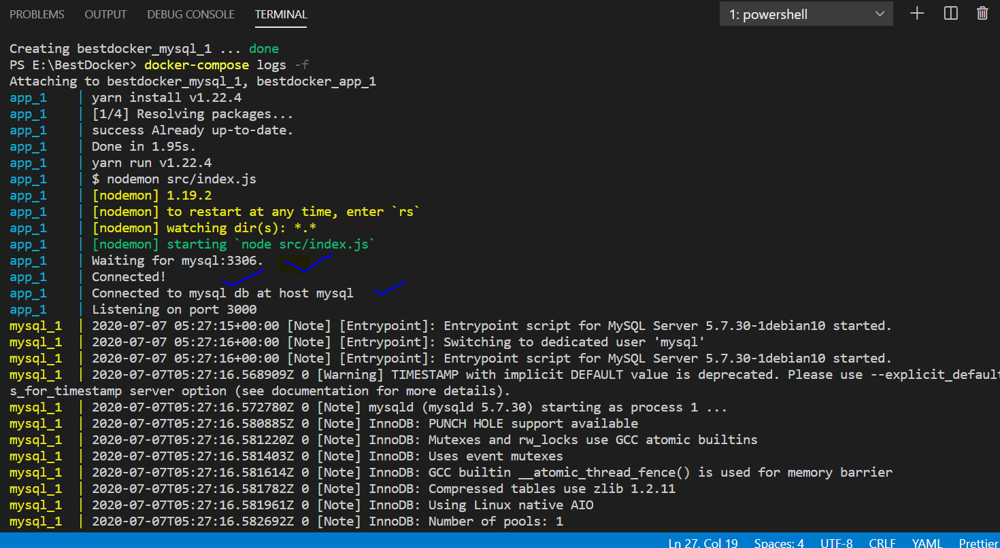 PROBLEMS OUTPUT DEBUG CONSOLE TERMINAL 1: powershell
Creating bestdocker_mysql_1 ... done
PS E:\BestDocker> docker-compose logs -f
Attaching to bestdocker_mysql_1, bestdocker_app_1
app_1 | yarn install v1.22.4
app_1 | [1/4] Resolving packages...
app_1 | success Already up-to-date.
app_1 | Done in 1.95s.
app_1 | yarn run v1.22.4
app_1 | $ nodemon src/index.js
app_1 | [nodemon] 1.19.2
app_1 | [nodemon] to restart at any time, enter `rs`
app_1 | [nodemon] watching dir(s): *.*
app_1 | [nodemon] starting `node src/index.js`
app_1 | Waiting for mysql:3306.
app_1 | Connected!
app_1 | Connected to mysql db at host mysql
app_1 | Listening on port 3000
mysql_1 | 2020-07-07 05:27:15+00:00 [Note] [Entrypoint]: Entrypoint script for MySQL Server 5.7.30-1debian10 started.
mysql_1 | 2020-07-07 05:27:16+00:00 [Note] [Entrypoint]: Switching to dedicated user 'mysql'
mysql_1 | 2020-07-07 05:27:16+00:00 [Note] [Entrypoint]: Entrypoint script for MySQL Server 5.7.30-1debian10 started.
mysql_1 | 2020-07-07T05:27:16.568909Z 0 [Warning] TIMESTAMP with implicit DEFAULT value is deprecated. Please use --explicit_default
s_for_timestamp server option (see documentation for more details).
mysql_1 | 2020-07-07T05:27:16.572780Z 0 [Note] mysqld (mysqld 5.7.30) starting as process 1 ...
mysql_1 | 2020-07-07T05:27:16.580885Z 0 [Note] InnoDB: PUNCH HOLE support available
mysql_1 | 2020-07-07T05:27:16.581220Z 0 [Note] InnoDB: Mutexes and rw_locks use GCC atomic builtins
mysql_1 | 2020-07-07T05:27:16.581403Z 0 [Note] InnoDB: Uses event mutexes
mysql_1 | 2020-07-07T05:27:16.581614Z 0 [Note] InnoDB: GCC builtin __atomic_thread_fence() is used for memory barrier
mysql_1 | 2020-07-07T05:27:16.581782Z 0 [Note] InnoDB: Compressed tables use zlib 1.2.11
mysql_1 | 2020-07-07T05:27:16.581961Z 0 [Note] InnoDB: Using Linux native AIO
mysql_1 | 2020-07-07T05:27:16.582692Z 0 [Note] InnoDB: Number of pools: 1
Ln 27, Col 19 Spaces: 4 UTF-8 CRLF YAML Prettier